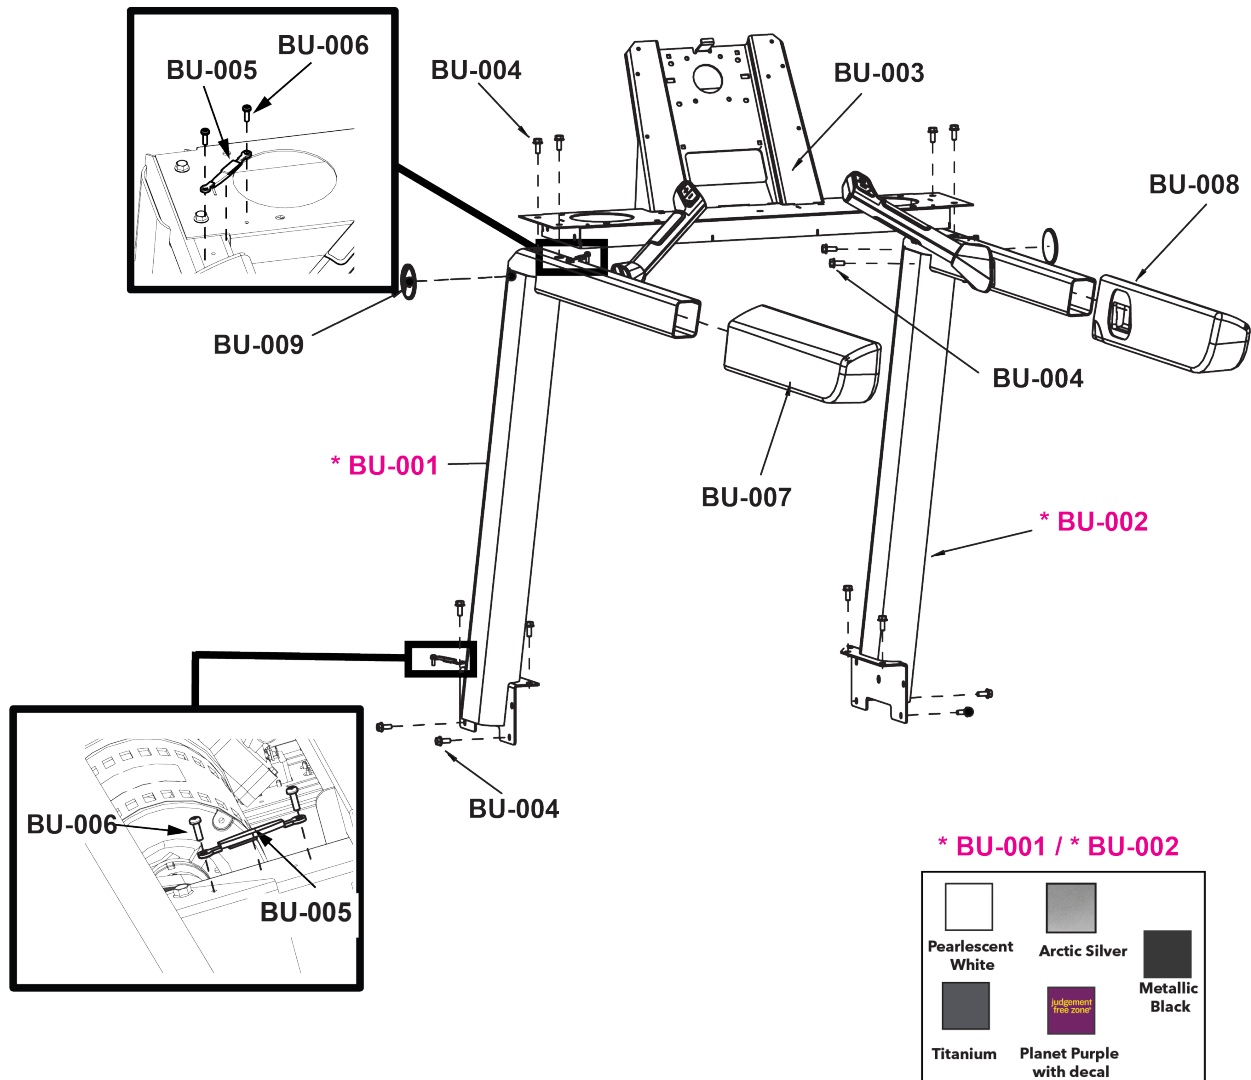 BU-006
BU-005
BU-004
BU-003
BU-008
BU-009
BU-004
* BU-001
BU-007
* BU-002
BU-004
BU-006
BU-005
* BU-001 / * BU-002
Pearlescent
White
Arctic Silver
Metallic
Black
judgement
free zone®
Titanium
Planet Purple
with decal